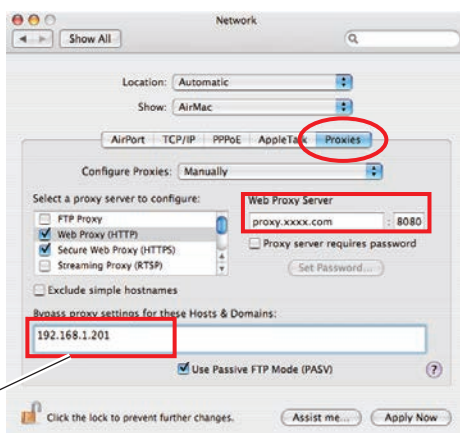 Network
Show All
Location: Automatic
Show: AirMac
AirPort TCP/IP PPPoE AppleTalk Proxies
Configure Proxies: Manually
Select a proxy server to configure: Web Proxy Server
FTP Proxy
proxy.xxxx.com : 8080
Web Proxy (HTTP)
Secure Web Proxy (HTTPS) Proxy server requires password
Streaming Proxy (RTSP) Set Password...
Exclude simple hostnames
Bypass proxy settings for these Hosts & Domains:
192.168.1.201
Use Passive FTP Mode (PASV) ?
Click the lock to prevent further changes. Assist me... Apply Now